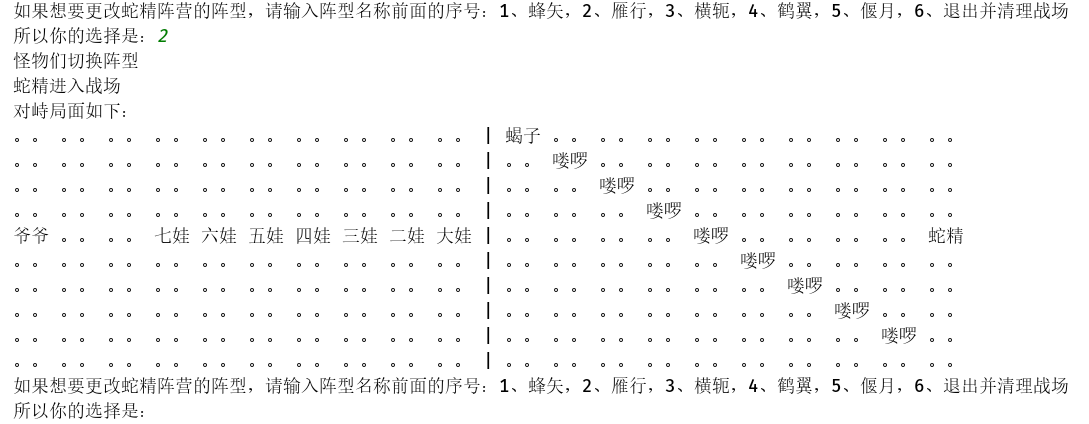 如果想要更改蛇精阵营的阵型，请输入阵型名称前面的序号：1、蜂矢，2、雁行，3、横轭，4、鹤翼，5、偃月，6、退出并清理战场
所以你的选择是：2
怪物们切换阵型
蛇精进入战场
对峙局面如下：
。。 。。 。。 。。 。。 。。 。。 。。 。。 。。 | 蝎子 。。 。。 。。 。。 。。 。。 。。 。。 。。
。。 。。 。。 。。 。。 。。 。。 。。 。。 。。 | 。。 喽啰 。。 。。 。。 。。 。。 。。 。。 。。
。。 。。 。。 。。 。。 。。 。。 。。 。。 。。 | 。。 。。 喽啰 。。 。。 。。 。。 。。 。。 。。
。。 。。 。。 。。 。。 。。 。。 。。 。。 。。 | 。。 。。 。。 喽啰 。。 。。 。。 。。 。。 。。
爷爷 。。 。。 七娃 六娃 五娃 四娃 三娃 二娃 大娃 | 。。 。。 。。 。。 喽啰 。。 。。 。。 。。 蛇精
。。 。。 。。 。。 。。 。。 。。 。。 。。 。。 | 。。 。。 。。 。。 。。 喽啰 。。 。。 。。 。。
。。 。。 。。 。。 。。 。。 。。 。。 。。 。。 | 。。 。。 。。 。。 。。 。。 喽啰 。。 。。 。。
。。 。。 。。 。。 。。 。。 。。 。。 。。 。。 | 。。 。。 。。 。。 。。 。。 。。 喽啰 。。 。。
。。 。。 。。 。。 。。 。。 。。 。。 。。 。。 | 。。 。。 。。 。。 。。 。。 。。 。。 喽啰 。。
。。 。。 。。 。。 。。 。。 。。 。。 。。 。。 | 。。 。。 。。 。。 。。 。。 。。 。。 。。 。。
如果想要更改蛇精阵营的阵型，请输入阵型名称前面的序号：1、蜂矢，2、雁行，3、横轭，4、鹤翼，5、偃月，6、退出并清理战场
所以你的选择是：